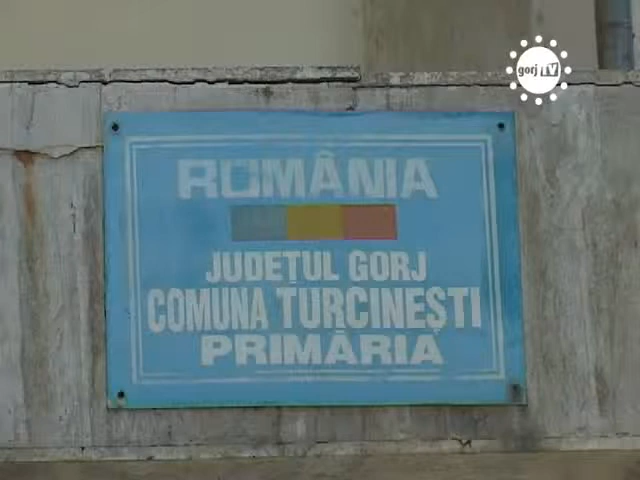 gorj TV
ROMÂNIA
JUDEȚUL GORJ
COMUNA TURCINEȘTI
PRIMĂRIA